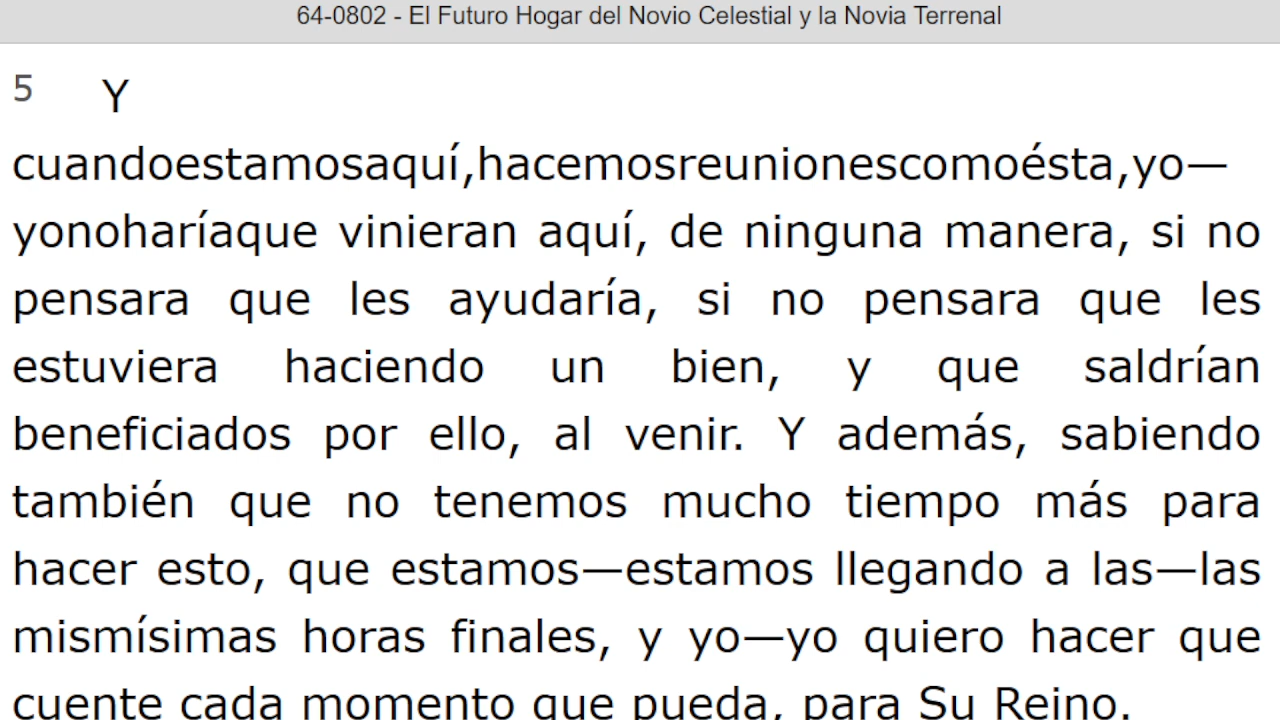 64-0802 - El Futuro Hogar del Novio Celestial y la Novia Terrenal
5 Y
cuandoestamosaquí,hacemosreunionescomoésta,yo—
yonoharíaque vinieran aquí, de ninguna manera, si no
pensara que les ayudaría, si no pensara que les
estuviera haciendo un bien, y que saldrían
beneficiados por ello, al venir. Y además, sabiendo
también que no tenemos mucho tiempo más para
hacer esto, que estamos—estamos llegando a las—las
mismísimas horas finales, y yo—yo quiero hacer que
cuente cada momento que pueda, para Su Reino.